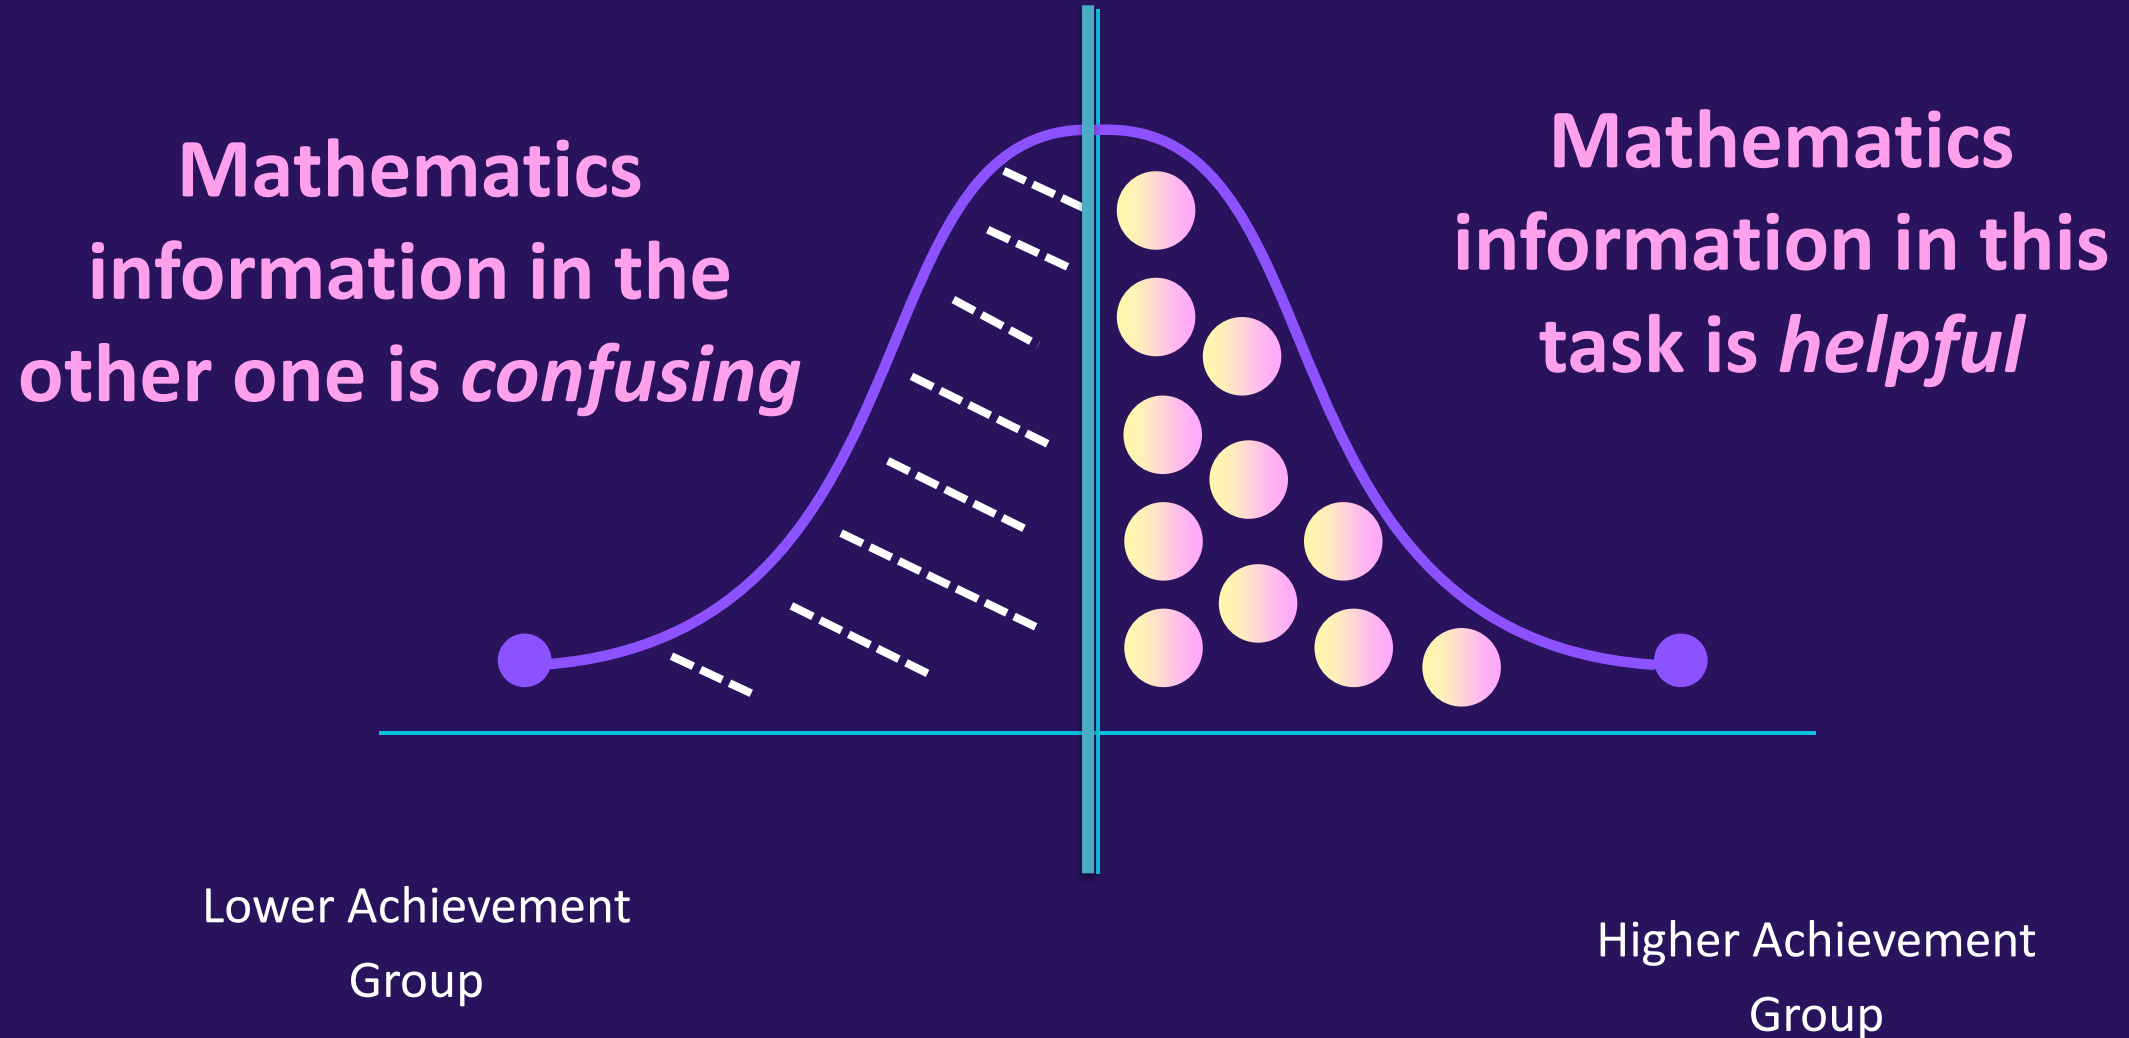 Mathematics
information in the
other one is confusing
Mathematics
information in this
task is helpful
Lower Achievement
Group
Higher Achievement
Group